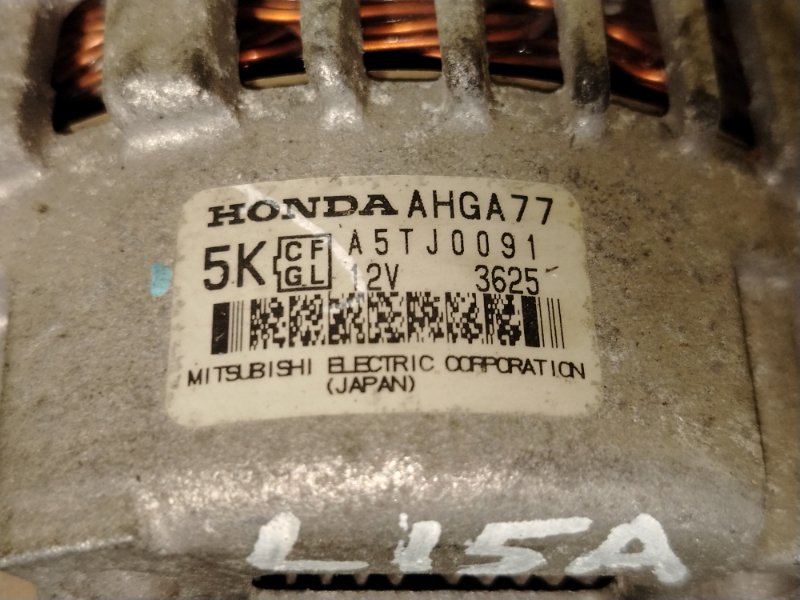 HONDA AHGA77
5K CF GL A5TJ0091
12V 3625
MITSUBISHI ELECTRIC CORPORATION
(JAPAN)
L15A